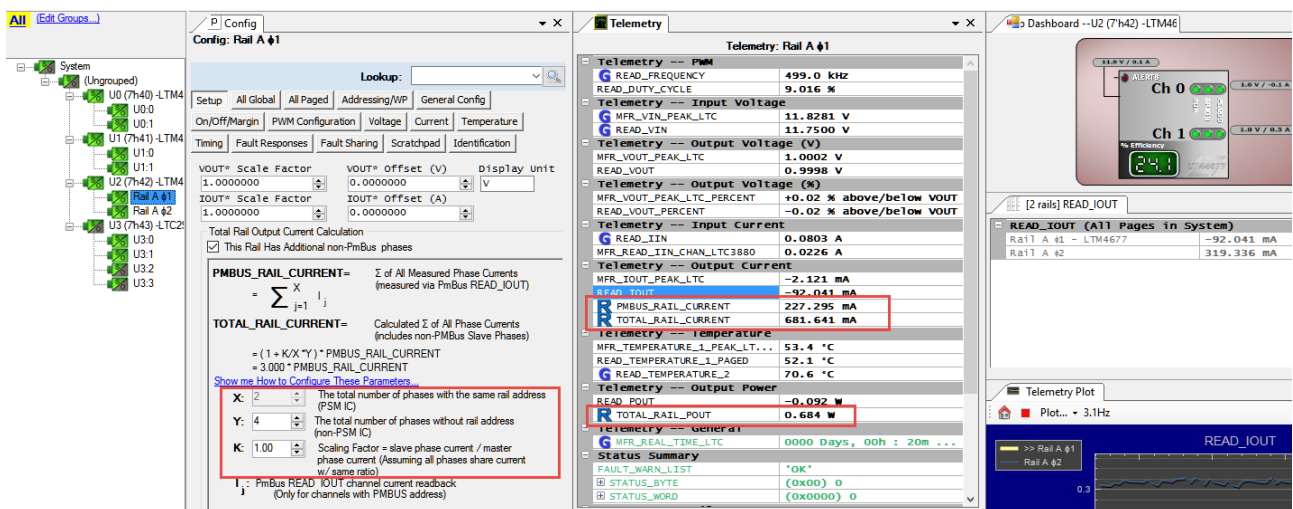 All (Edit Groups...)
System
(Ungrouped)
U0 (7h40) -LTM4
U0:0
U0:1
U1 (7h41) -LTM4
U1:0
U1:1
U2 (7h42) -LTM4
Rail A ϕ1
Rail A ϕ2
U3 (7h43) -LTC2
U3:0
U3:1
U3:2
U3:3
Config
Config: Rail A ϕ1
Lookup:
Setup All Global All Paged Addressing/WP General Config
On/Off/Margin PWM Configuration Voltage Current Temperature
Timing Fault Responses Fault Sharing Scratchpad Identification
VOUT* Scale Factor VOUT* Offset (V) Display Unit
1.0000000 0.0000000 V
IOUT* Scale Factor IOUT* Offset (A)
1.0000000 0.0000000
Total Rail Output Current Calculation
This Rail Has Additional non-PmBus phases
PMBUS_RAIL_CURRENT= Σ of All Measured Phase Currents
(measured via PmBus READ_IOUT)
= Σ X j=1 I j
TOTAL_RAIL_CURRENT= Calculated Σ of All Phase Currents
(includes non-PMBus Slave Phases)
= ( 1 + K/X *Y ) * PMBUS_RAIL_CURRENT
= 3.000 * PMBUS_RAIL_CURRENT
Show me How to Configure These Parameters...
X: 2 The total number of phases with the same rail address
(PSM IC)
Y: 4 The total number of phases without rail address
(non-PSM IC)
K: 1.00 Scaling Factor = slave phase current / master
phase current (Assuming all phases share current
w/ same ratio)
I j : PmBus READ_IOUT channel current readback
(Only for channels with PMBUS address)
Telemetry
Telemetry: Rail A ϕ1
Telemetry -- PWM
G READ_FREQUENCY 499.0 kHz
READ_DUTY_CYCLE 9.016 %
Telemetry -- Input Voltage
G MFR_VIN_PEAK_LTC 11.8281 V
G READ_VIN 11.7500 V
Telemetry -- Output Voltage (V)
MFR_VOUT_PEAK_LTC 1.0002 V
READ_VOUT 0.9998 V
Telemetry -- Output Voltage (%)
MFR_VOUT_PEAK_LTC_PERCENT +0.02 % above/below VOUT
READ_VOUT_PERCENT -0.02 % above/below VOUT
Telemetry -- Input Current
G READ_IIN 0.0803 A
MFR_READ_IIN_CHAN_LTC3880 0.0226 A
Telemetry -- Output Current
MFR_IOUT_PEAK_LTC -2.121 mA
READ_IOUT -92.041 mA
R PMBUS_RAIL_CURRENT 227.295 mA
R TOTAL_RAIL_CURRENT 681.641 mA
Telemetry -- Temperature
MFR_TEMPERATURE_1_PEAK_LT... 53.4 °C
READ_TEMPERATURE_1_PAGED 52.1 °C
G READ_TEMPERATURE_2 70.6 °C
Telemetry -- Output Power
READ_POUT -0.092 W
R TOTAL_RAIL_POUT 0.684 W
Telemetry -- General
G MFR_REAL_TIME_LTC 0000 Days, 00h : 20m ...
Status Summary
FAULT_WARN_LIST "OK"
STATUS_BYTE (0x00) 0
STATUS_WORD (0x0000) 0
Dashboard --U2 (7'h42) -LTM46
11.8 V / 0.1 A
ALERTB
Ch 0
1.0 V / -0.1 A
Ch 1
1.0 V / 0.3 A
% Efficiency
24.1
LTM4677
[2 rails] READ_IOUT
READ_IOUT (All Pages in System)
Rail A ϕ1 - LTM4677 -92.041 mA
Rail A ϕ2 319.336 mA
Telemetry Plot
Plot... 3.1Hz
READ_IOUT
>> Rail A ϕ1
Rail A ϕ2
0.3